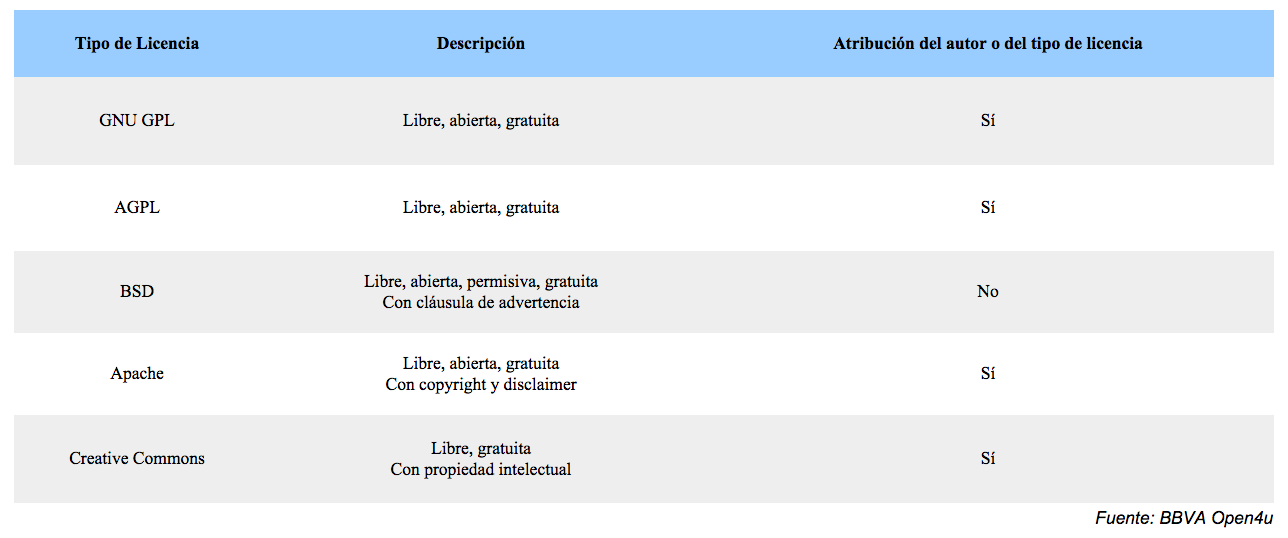 Tipo de Licencia Descripción Atribución del autor o del tipo de licencia
GNU GPL Libre, abierta, gratuita Sí
AGPL Libre, abierta, gratuita Sí
BSD Libre, abierta, permisiva, gratuita No
Con cláusula de advertencia
Apache Libre, abierta, gratuita Sí
Con copyright y disclaimer
Creative Commons Libre, gratuita Sí
Con propiedad intelectual
Fuente: BBVA Open4u